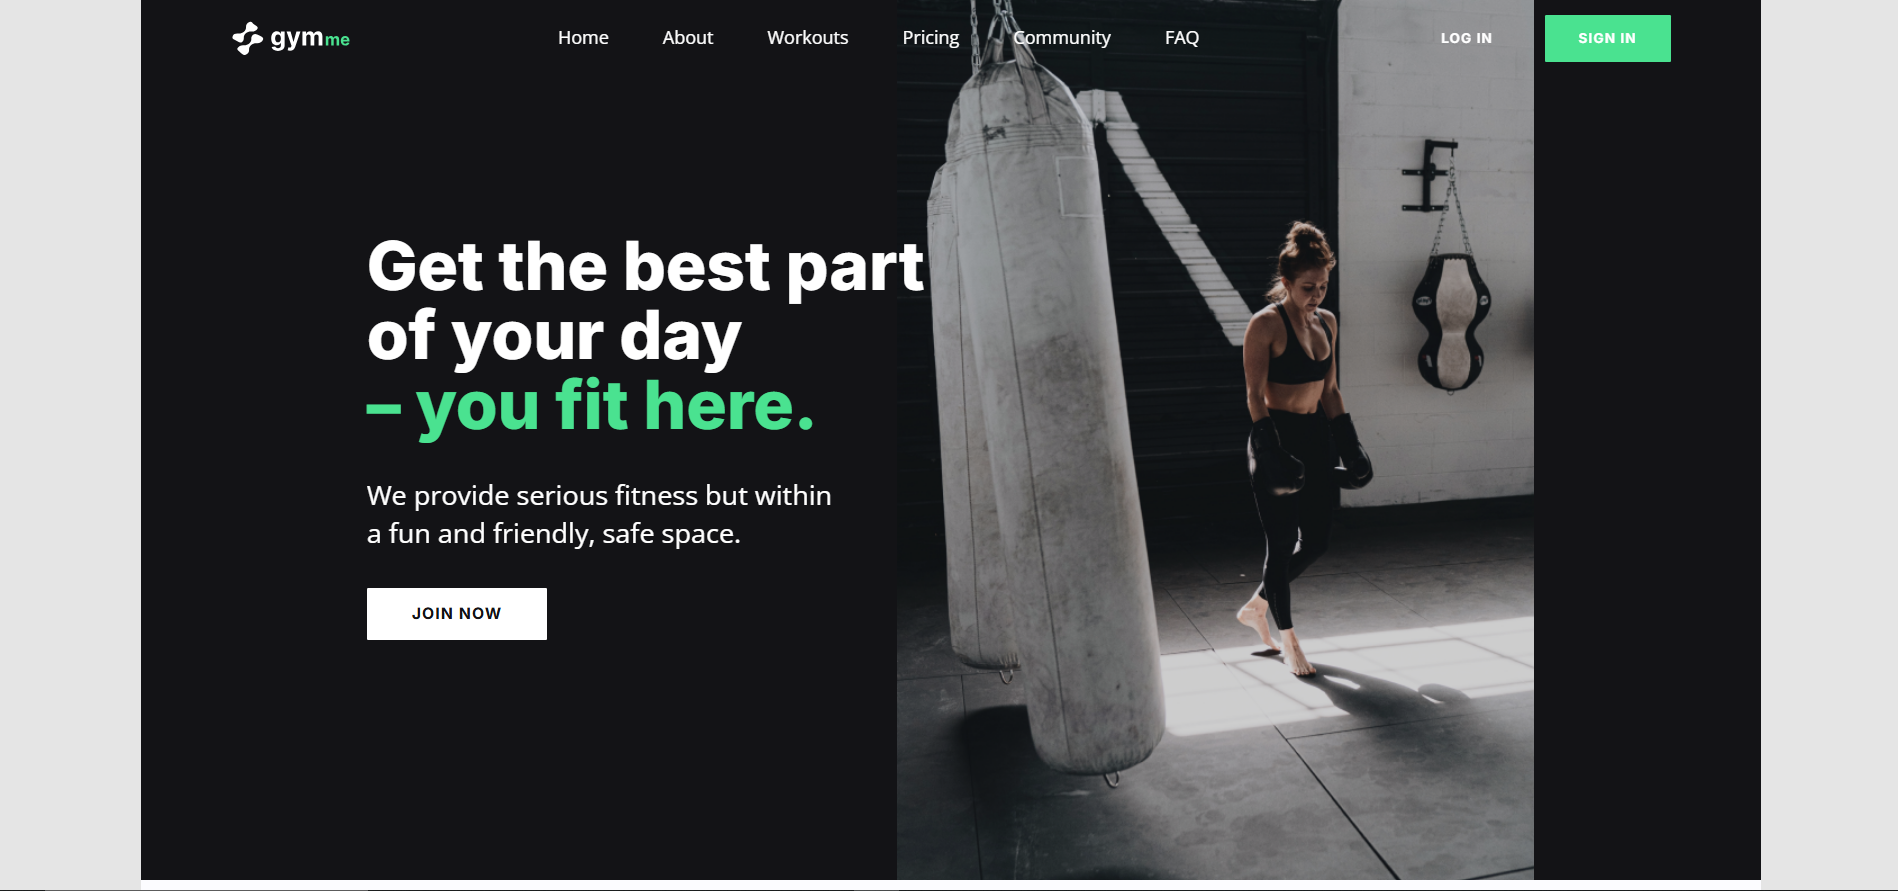 gymme
Home About Workouts Pricing Community FAQ
LOG IN SIGN IN
Get the best part
of your day
– you fit here.
We provide serious fitness but within
a fun and friendly, safe space.
JOIN NOW